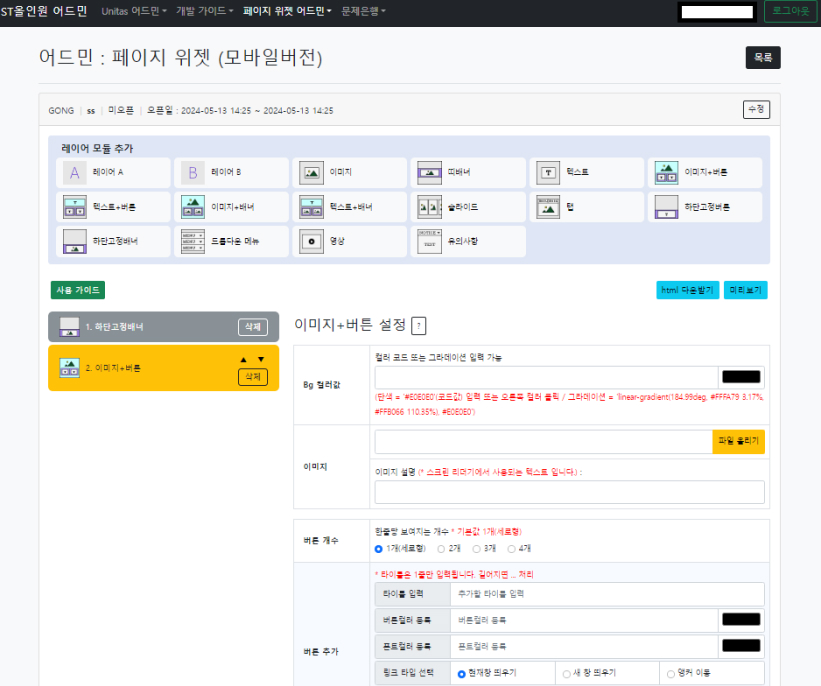 ST올인원 어드민 Unitas 어드민 개발 가이드 페이지 위젯 어드민 문제은행 로그아웃
어드민 : 페이지 위젯 (모바일버전) 목록
GONG | ss | 미오픈 | 오픈일 : 2024-05-13 14:25 ~ 2024-05-13 14:25 수정
레이어 모듈 추가
A 레이어 A B 레이어 B 이미지 띠배너 T 텍스트 이미지+버튼
텍스트+버튼 이미지+배너 텍스트+배너 슬라이드 탭 하단고정버튼
하단고정배너 드롭다운 메뉴 영상 유의사항
사용 가이드 html 다운받기 미리보기
1. 하단고정배너 삭제
2. 이미지+버튼 ▲ ▼ 삭제
이미지+버튼 설정 ?
Bg 컬러값
컬러 코드 또는 그라데이션 입력 가능
(단색 = '#E0E0E0'(코드값) 입력 또는 오른쪽 컬러 클릭 / 그라데이션 = 'linear-gradient(184.99deg, #FFFA79 3.17%,
#FFB066 110.35%), #E0E0E0')
이미지
파일 올리기
이미지 설명 (* 스크린 리더기에서 사용되는 텍스트 입니다.) :
버튼 개수
한줄당 보여지는 개수 * 기본값 1개(세로형)
1개(세로형) 2개 3개 4개
버튼 추가
* 타이틀은 1줄만 입력됩니다. 길어지면 ... 처리
타이틀 입력 추가할 타이틀 입력
버튼컬러 등록 버튼컬러 등록
폰트컬러 등록 폰트컬러 등록
링크 타입 선택 현재창 띄우기 새 창 띄우기 앵커 이동